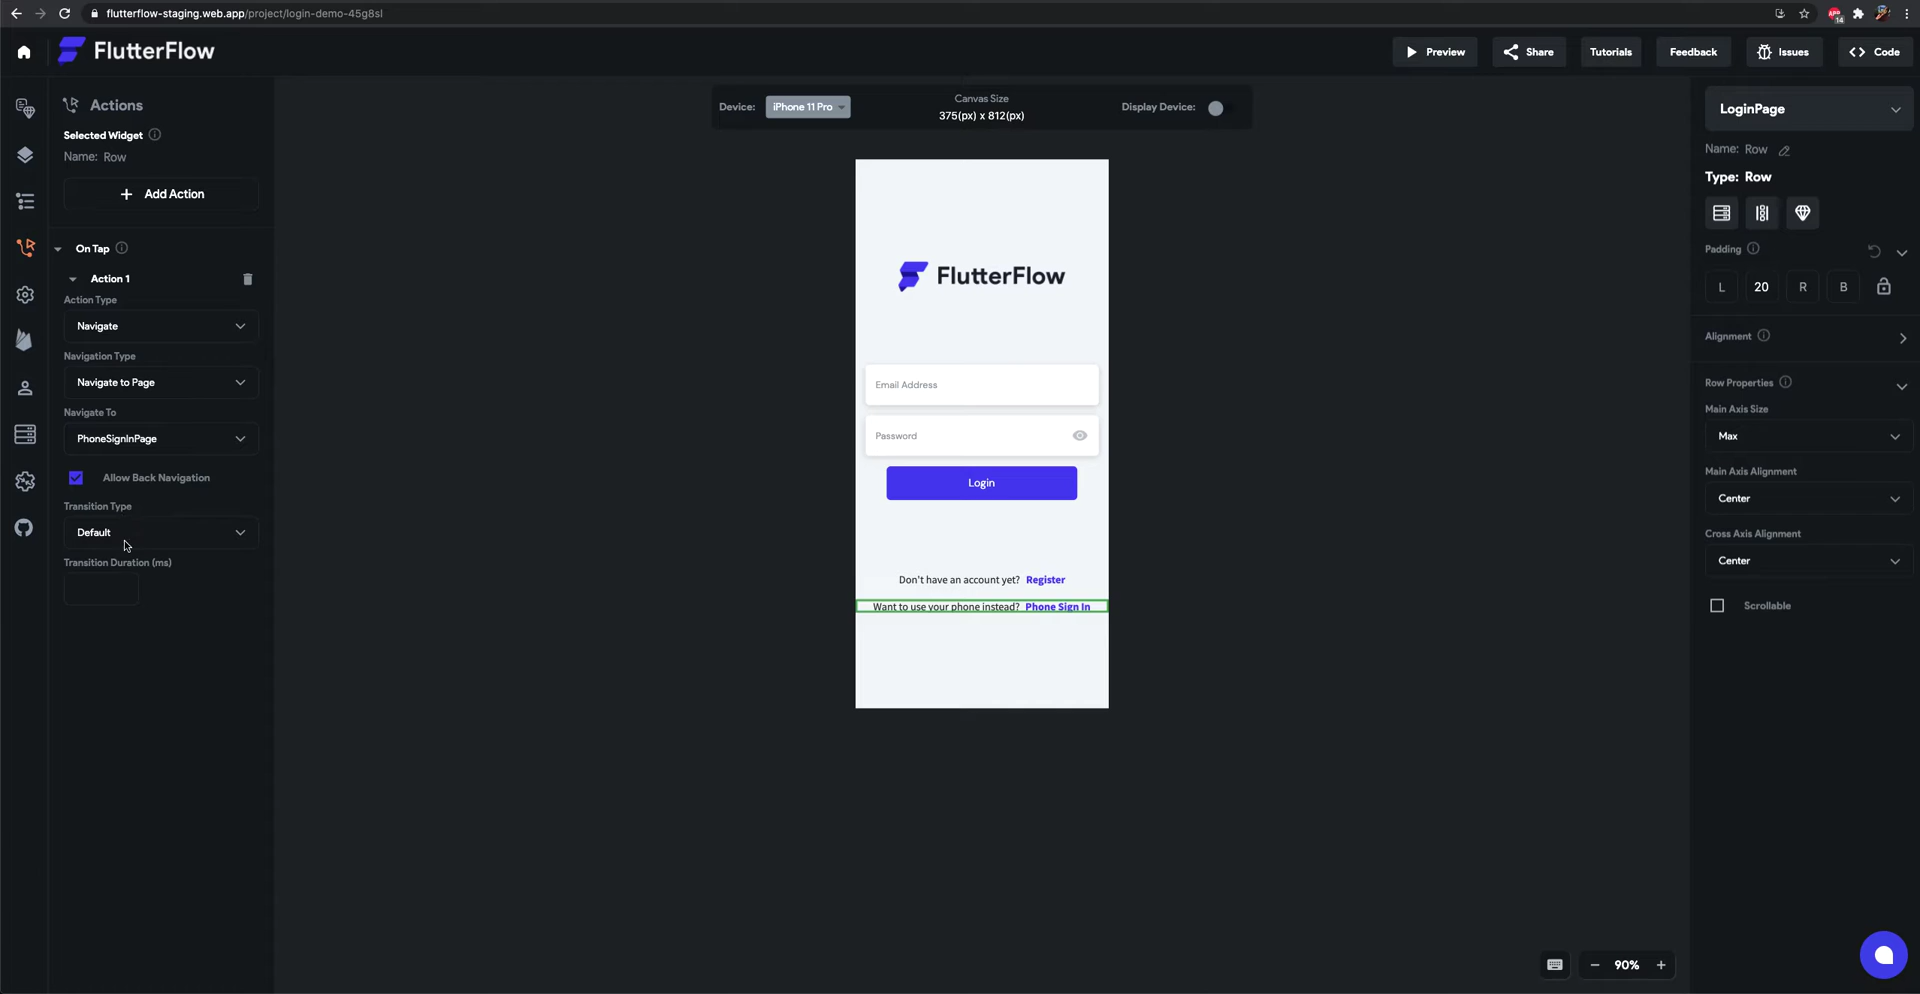 flutterflow-staging.web.app/project/login-demo-45g8sl
14
FlutterFlow
Preview
Share
Tutorials
Feedback
Issues
Code
Actions
Selected Widget
Name: Row
Add Action
On Tap
Action 1
Action Type
Navigate
Navigation Type
Navigate to Page
Navigate To
PhoneSignInPage
Allow Back Navigation
Transition Type
Default
Transition Duration (ms)
Device: iPhone 11 Pro
Canvas Size
375(px) x 812(px)
Display Device:
FlutterFlow
Email Address
Password
Login
Don't have an account yet? Register
Want to use your phone instead? Phone Sign In
90%
LoginPage
Name: Row
Type: Row
Padding
L 20 R B
Alignment
Row Properties
Main Axis Size
Max
Main Axis Alignment
Center
Cross Axis Alignment
Center
Scrollable